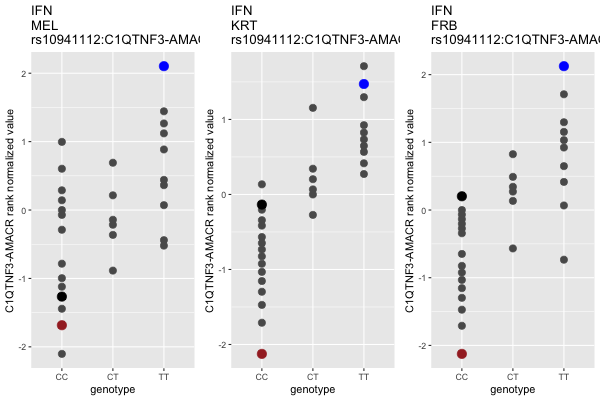 IFN
MEL
rs10941112:C1QTNF3-AMAC
C1QTNF3-AMACR rank normalized value
2
1
0
-1
-2
CC
CT
TT
genotype
IFN
KRT
rs10941112:C1QTNF3-AMAC
C1QTNF3-AMACR rank normalized value
1
0
-1
-2
CC
CT
TT
genotype
IFN
FRB
rs10941112:C1QTNF3-AMAC
C1QTNF3-AMACR rank normalized value
2
1
0
-1
-2
CC
CT
TT
genotype